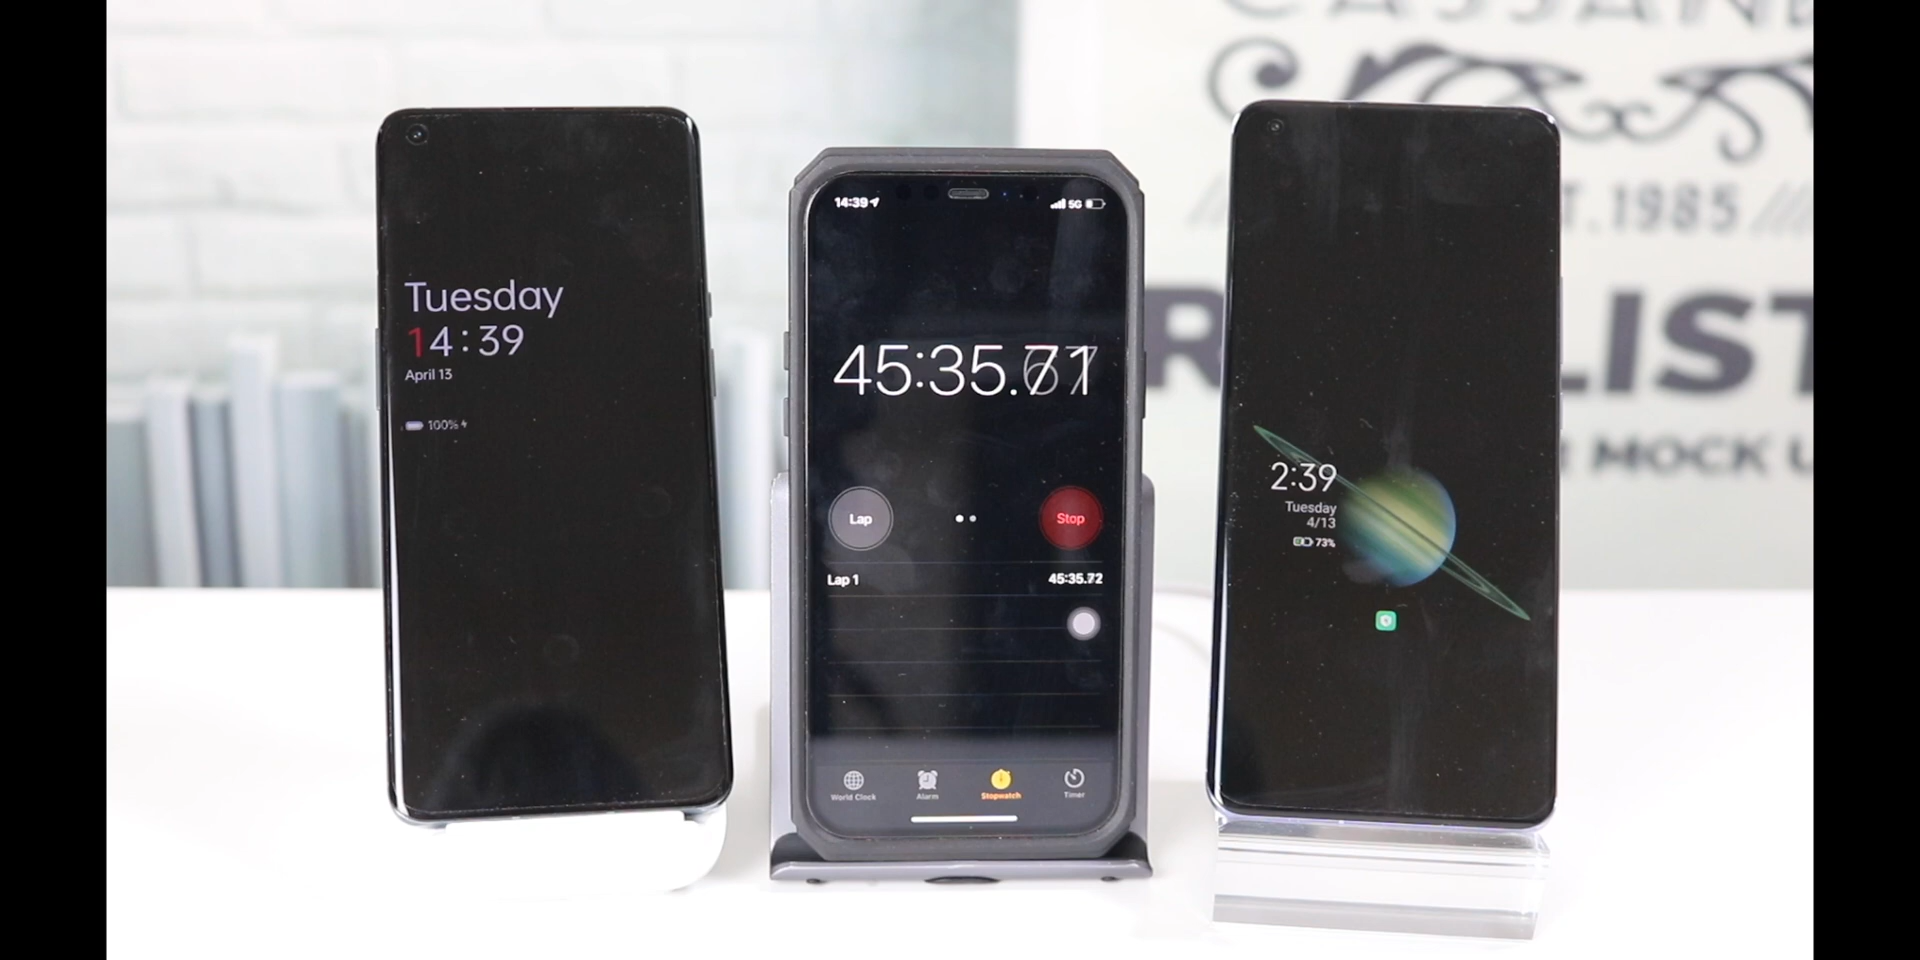 Tuesday
14:39
April 13
100%
14:39
5G
45:35.71
Lap
Stop
Lap 1 45:35.72
World Clock
Alarm
Stopwatch
Timer
2:39
Tuesday
4/13
73%
T.1985
R LIST
MOCK U